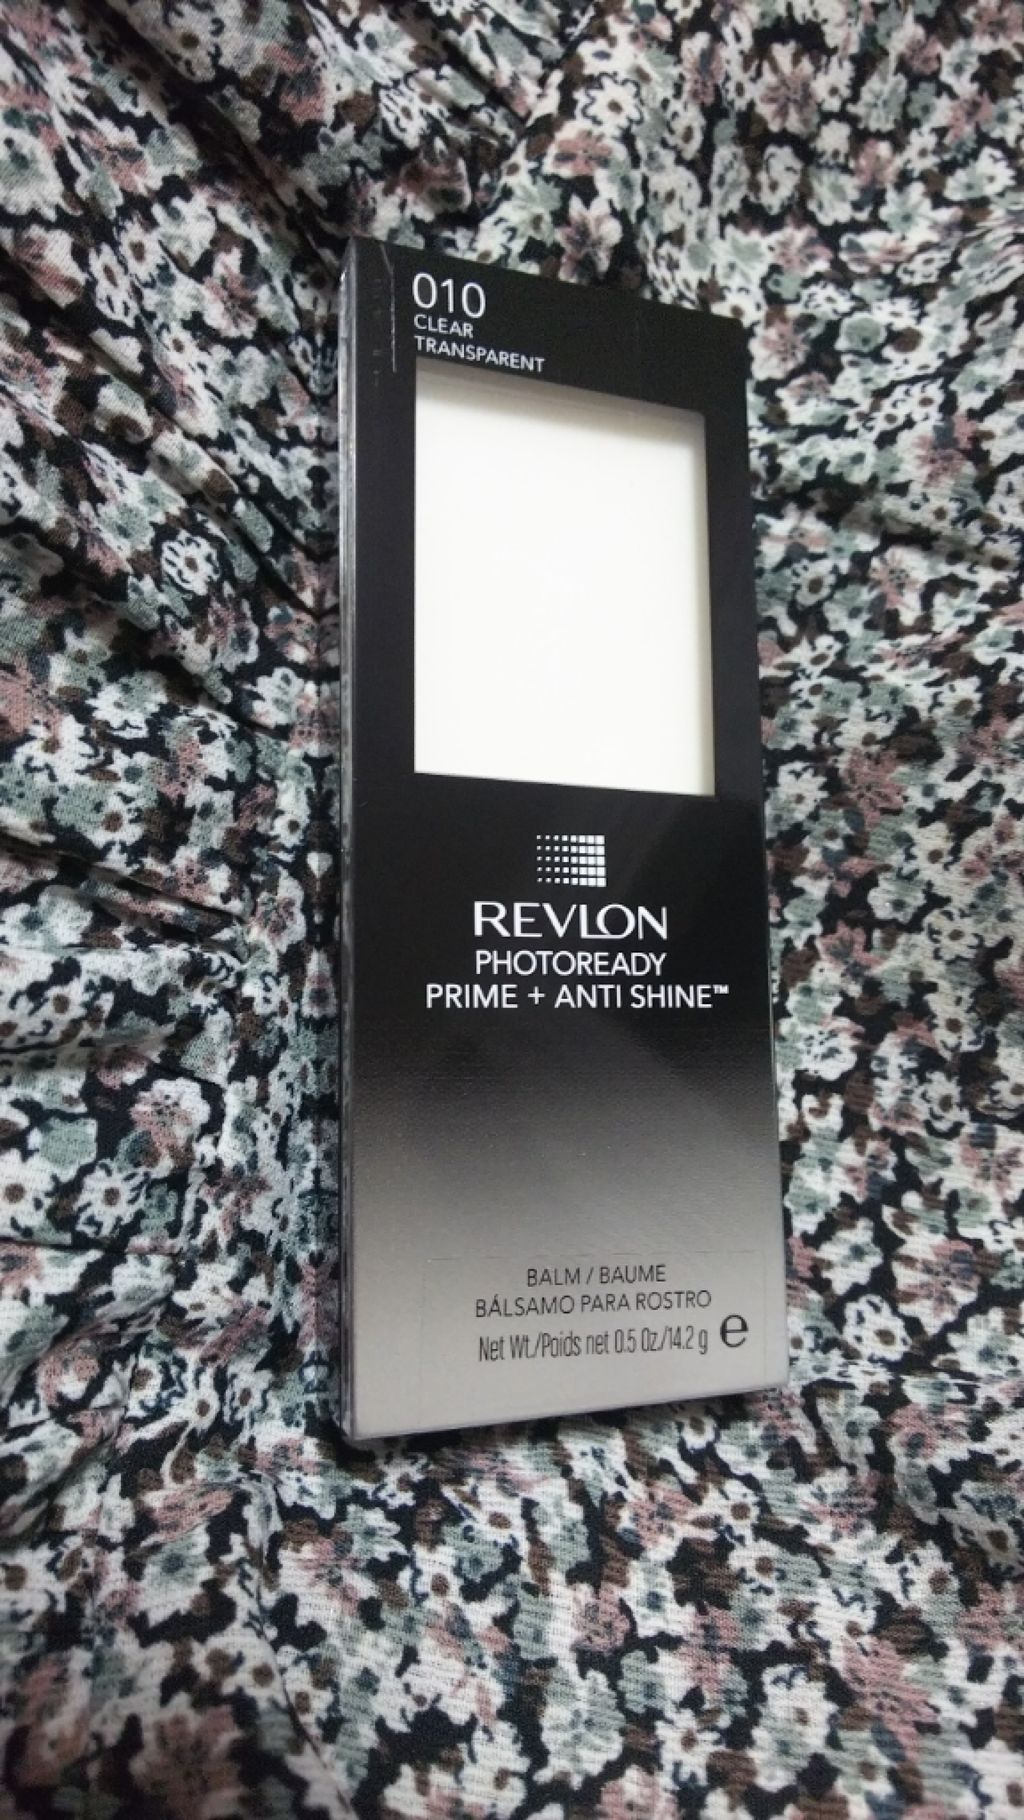 010
CLEAR
TRANSPARENT
REVLON
PHOTOREADY
PRIME + ANTI SHINE™
BALM / BAUME
BÁLSAMO PARA ROSTRO
Net Wt./Poids net 0.5 Oz/14.2 g e